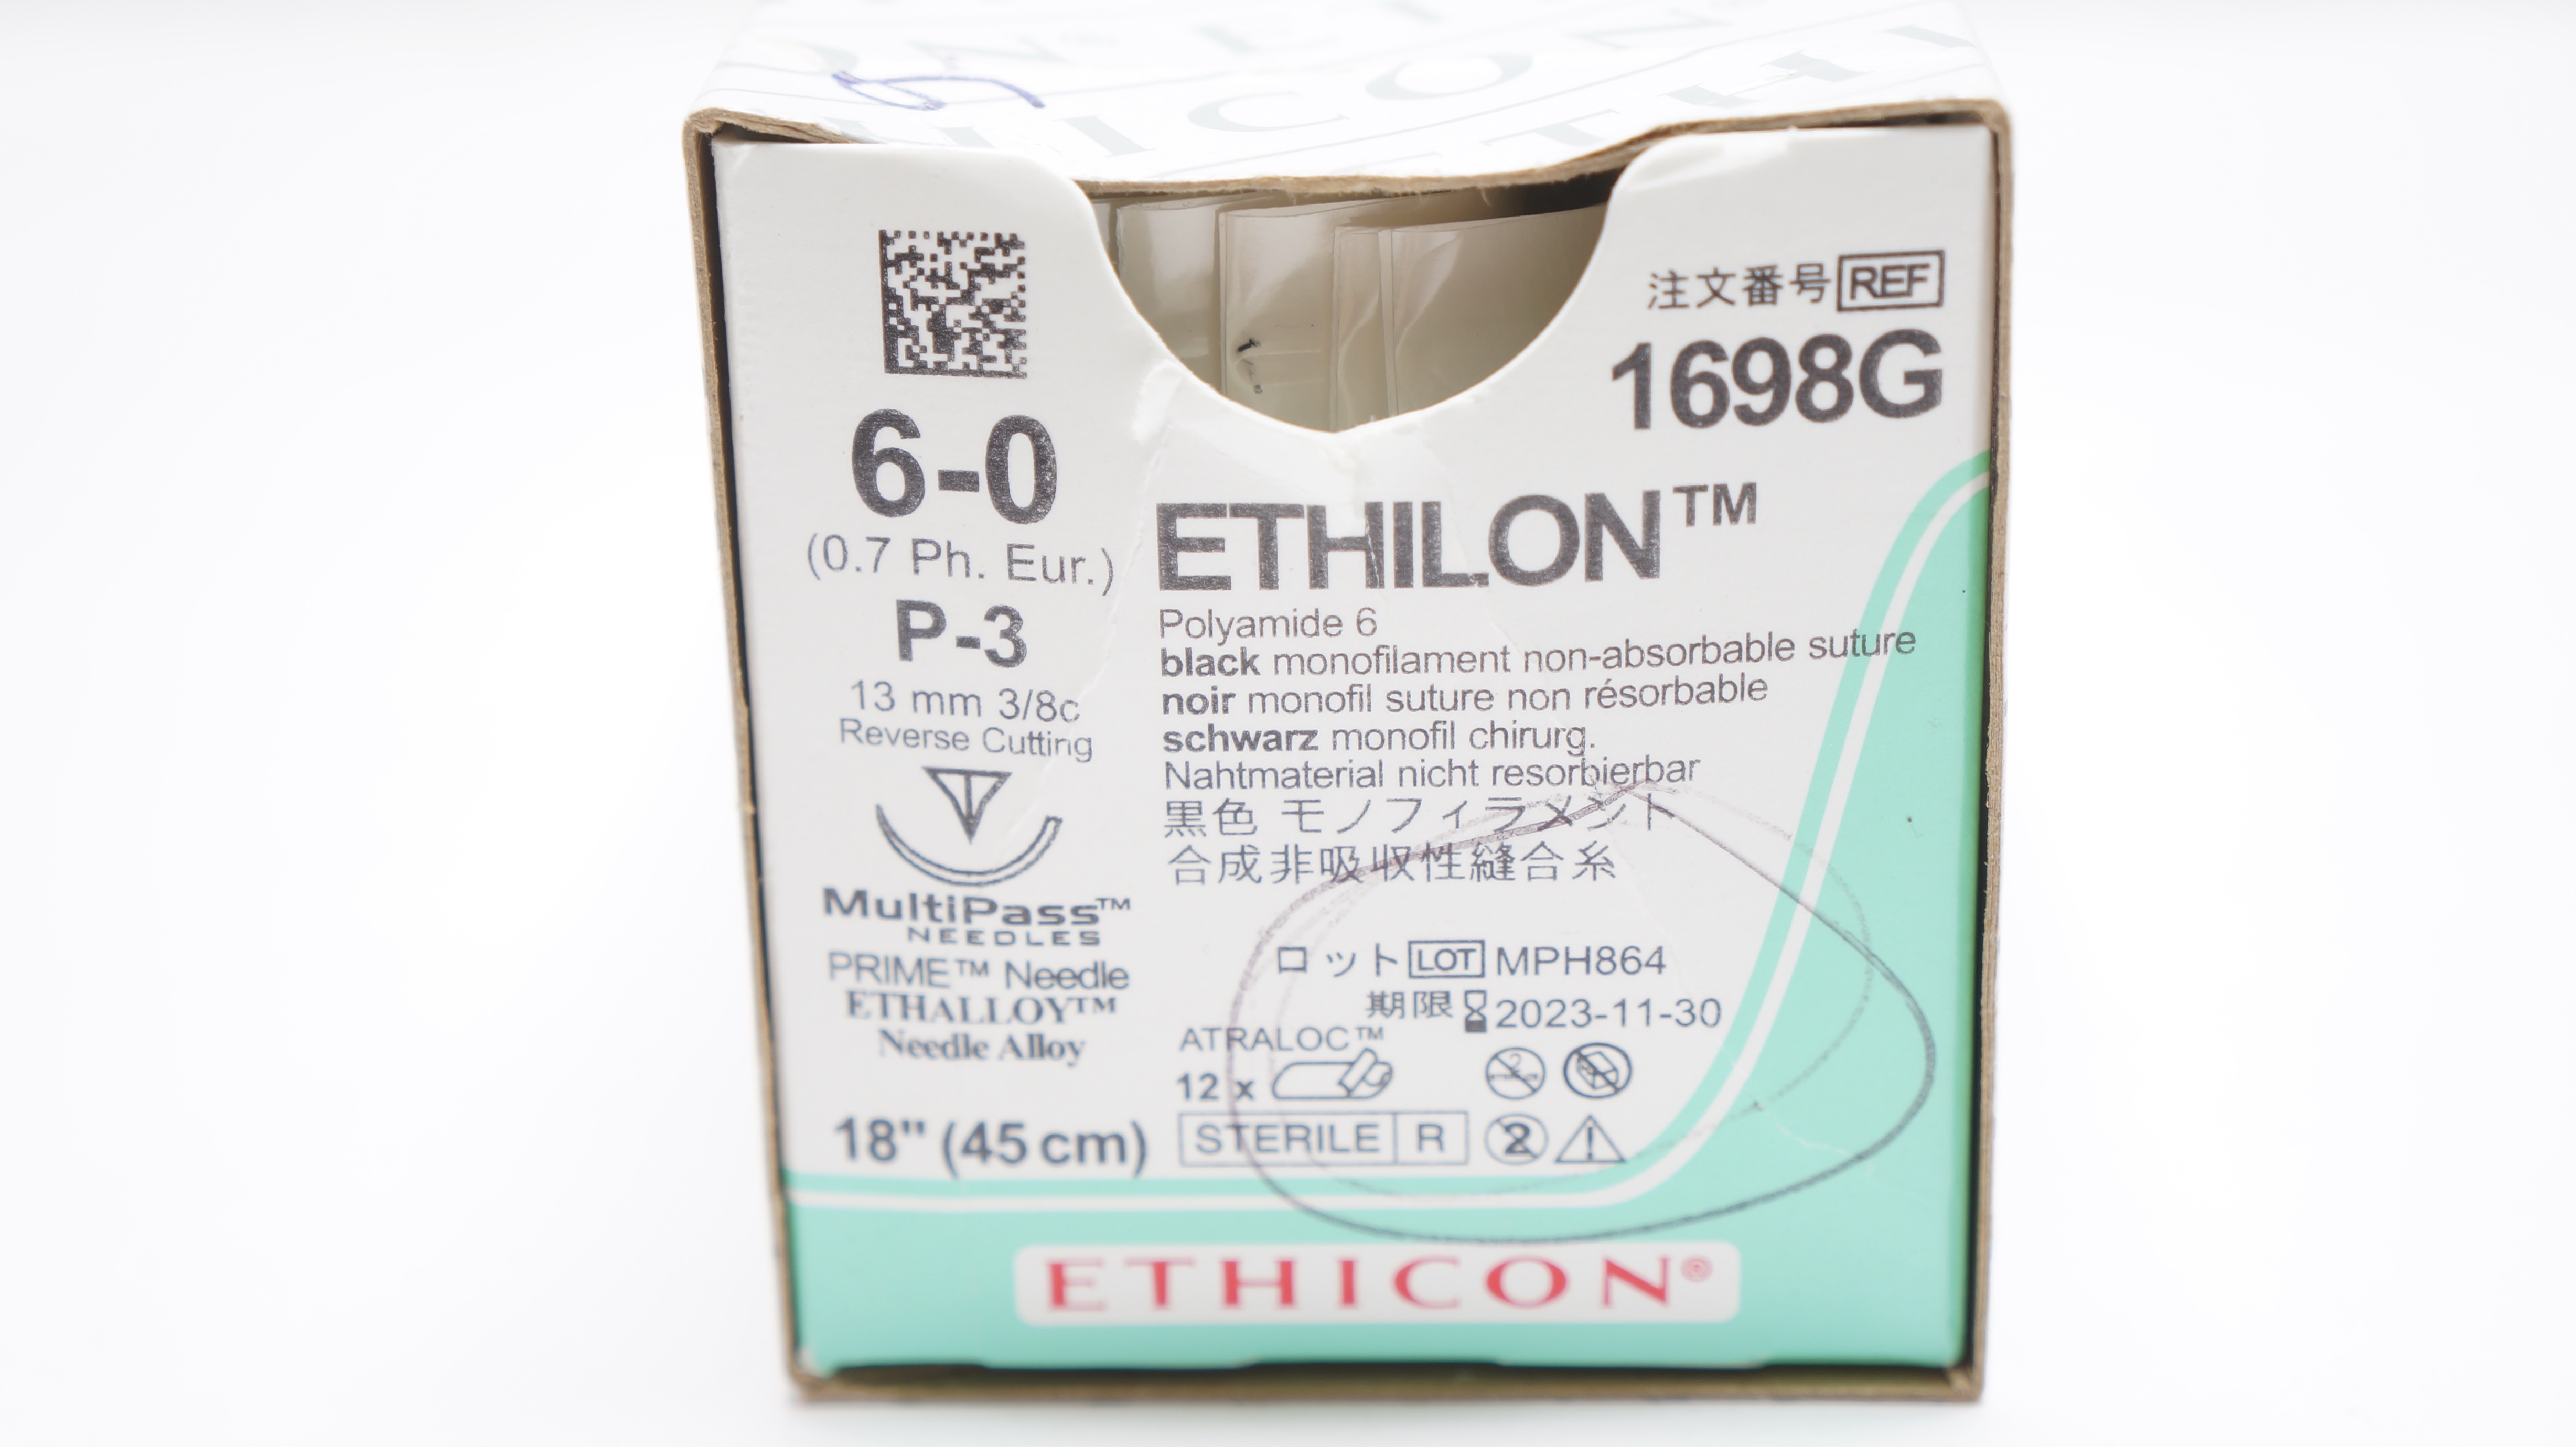 注文番号 REF
1698G
6-0
(0.7 Ph. Eur.)
P-3
13 mm 3/8c
Reverse Cutting
MultiPass™
NEEDLES
PRIME™ Needle
ETHALLOY™
Needle Alloy
18" (45 cm)
ETHILON™
Polyamide 6
black monofilament non-absorbable suture
noir monofil suture non résorbable
schwarz monofil chirurg.
Nahtmaterial nicht resorbierbar
黒色 モノフィラメント
合成非吸収性縫合糸
ロット LOT MPH864
期限 2023-11-30
ATRALOC™
12 x
STERILE R
2
ETHICON®